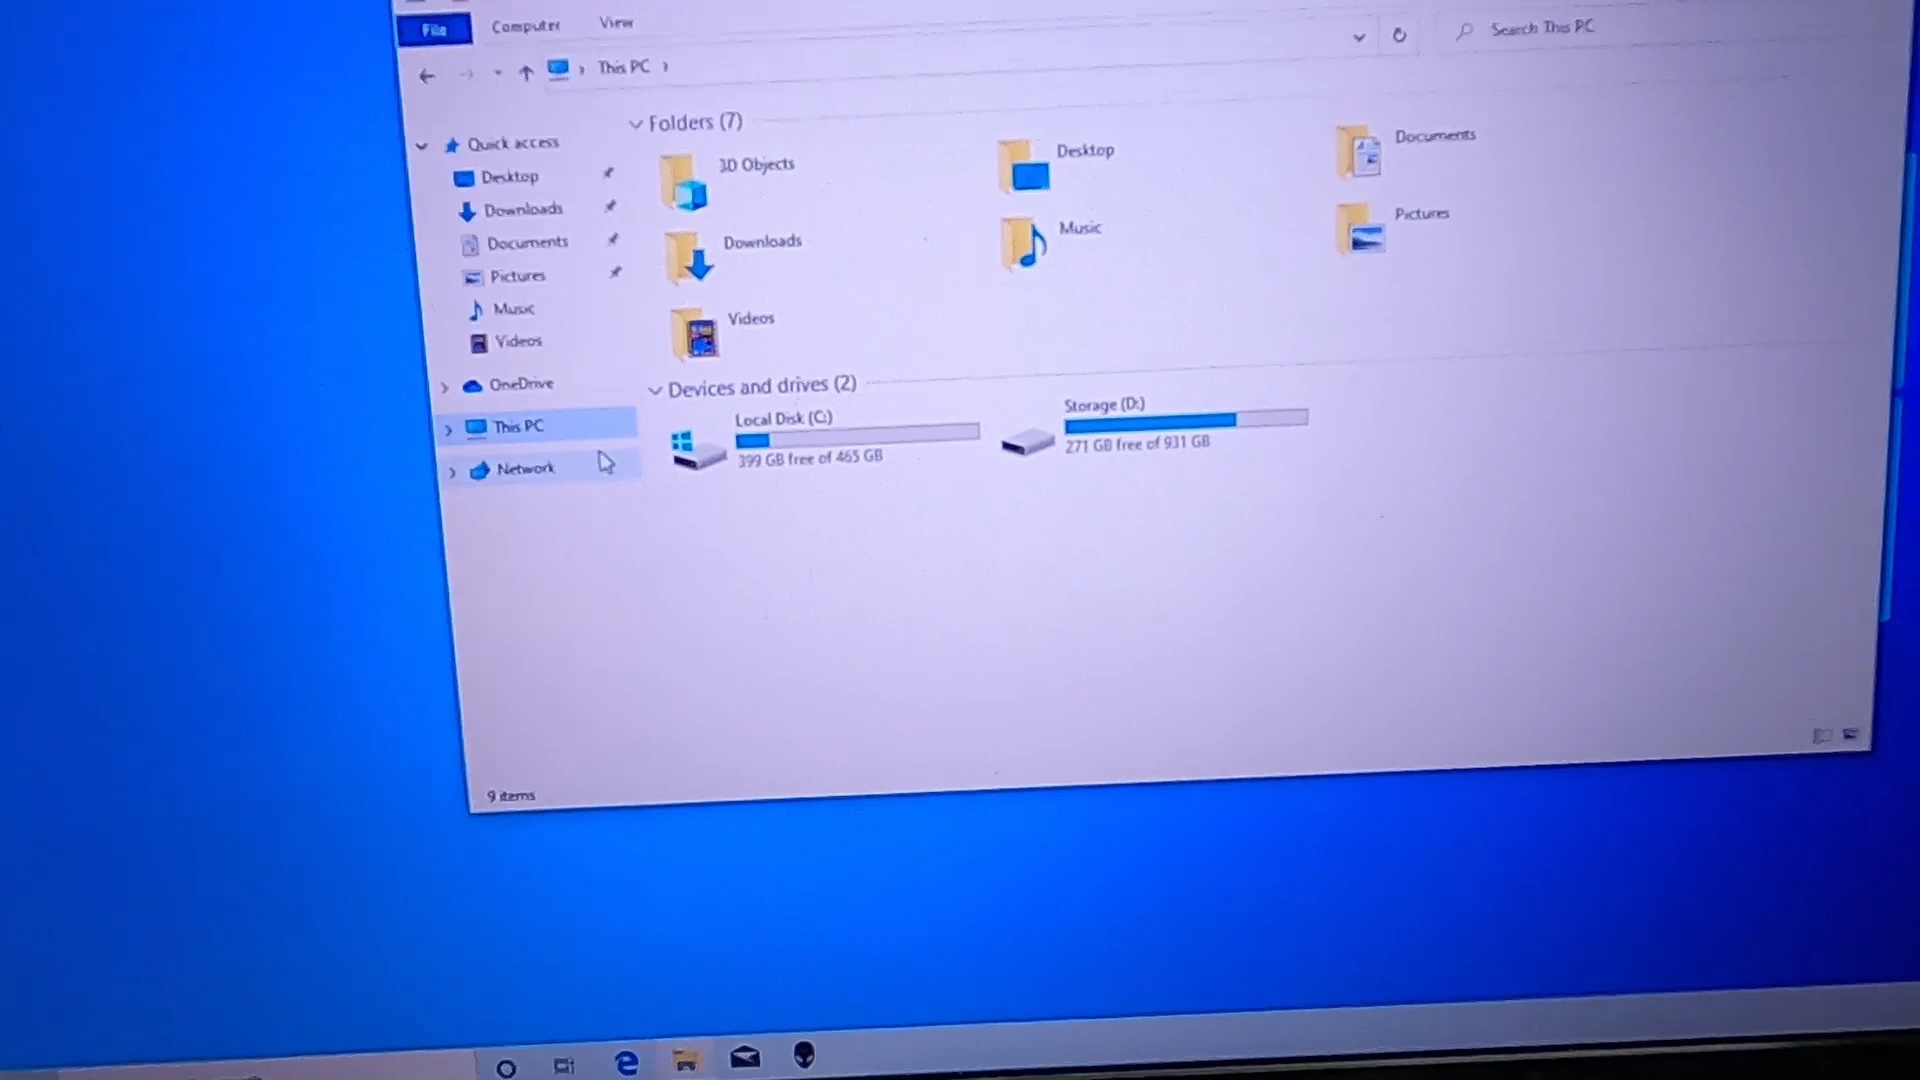 File Computer View
Search This PC
This PC
Quick access
Desktop
Downloads
Documents
Pictures
Music
Videos
OneDrive
This PC
Network
Folders (7)
3D Objects
Desktop
Documents
Downloads
Music
Pictures
Videos
Devices and drives (2)
Local Disk (C:)
399 GB free of 465 GB
Storage (D:)
271 GB free of 931 GB
9 items